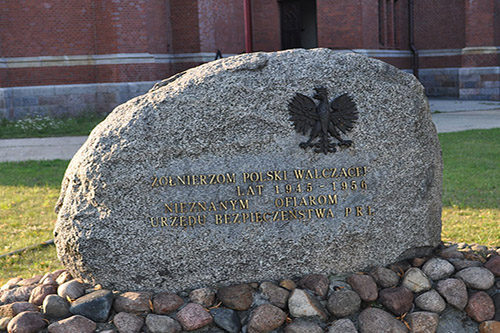 ŻOŁNIERZOM POLSKI WALCZĄCEJ
LAT 1945-1956
NIEZNANYM OFIAROM
URZĘDU BEZPIECZEŃSTWA PRL